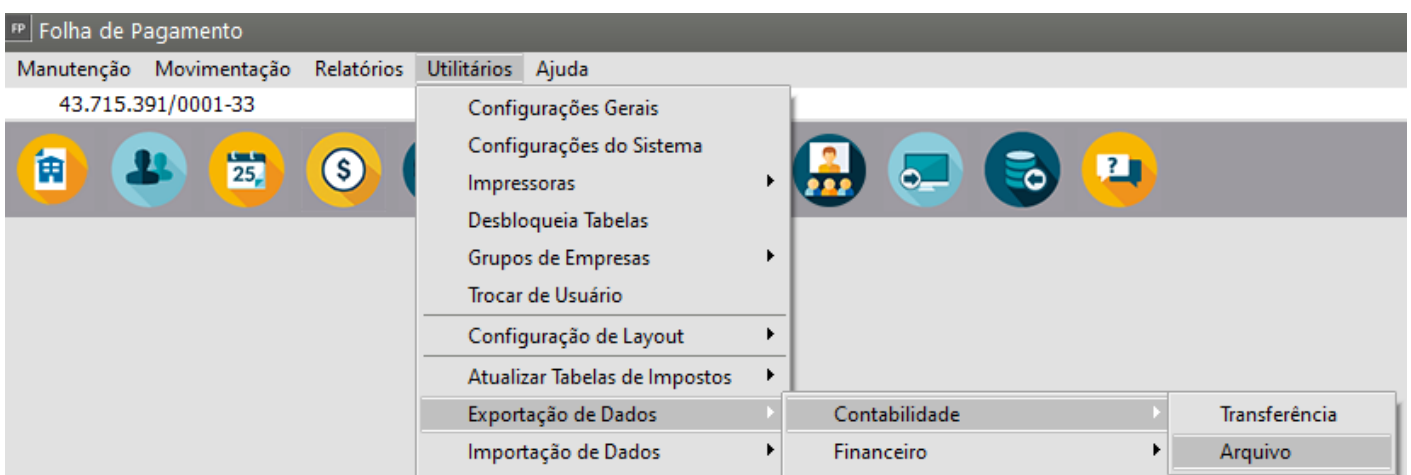 FP Folha de Pagamento
Manutenção Movimentação Relatórios Utilitários Ajuda
43.715.391/0001-33
25
$
?
Configurações Gerais
Configurações do Sistema
Impressoras
Desbloqueia Tabelas
Grupos de Empresas
Trocar de Usuário
Configuração de Layout
Atualizar Tabelas de Impostos
Exportação de Dados Contabilidade Transferência
Importação de Dados Financeiro Arquivo